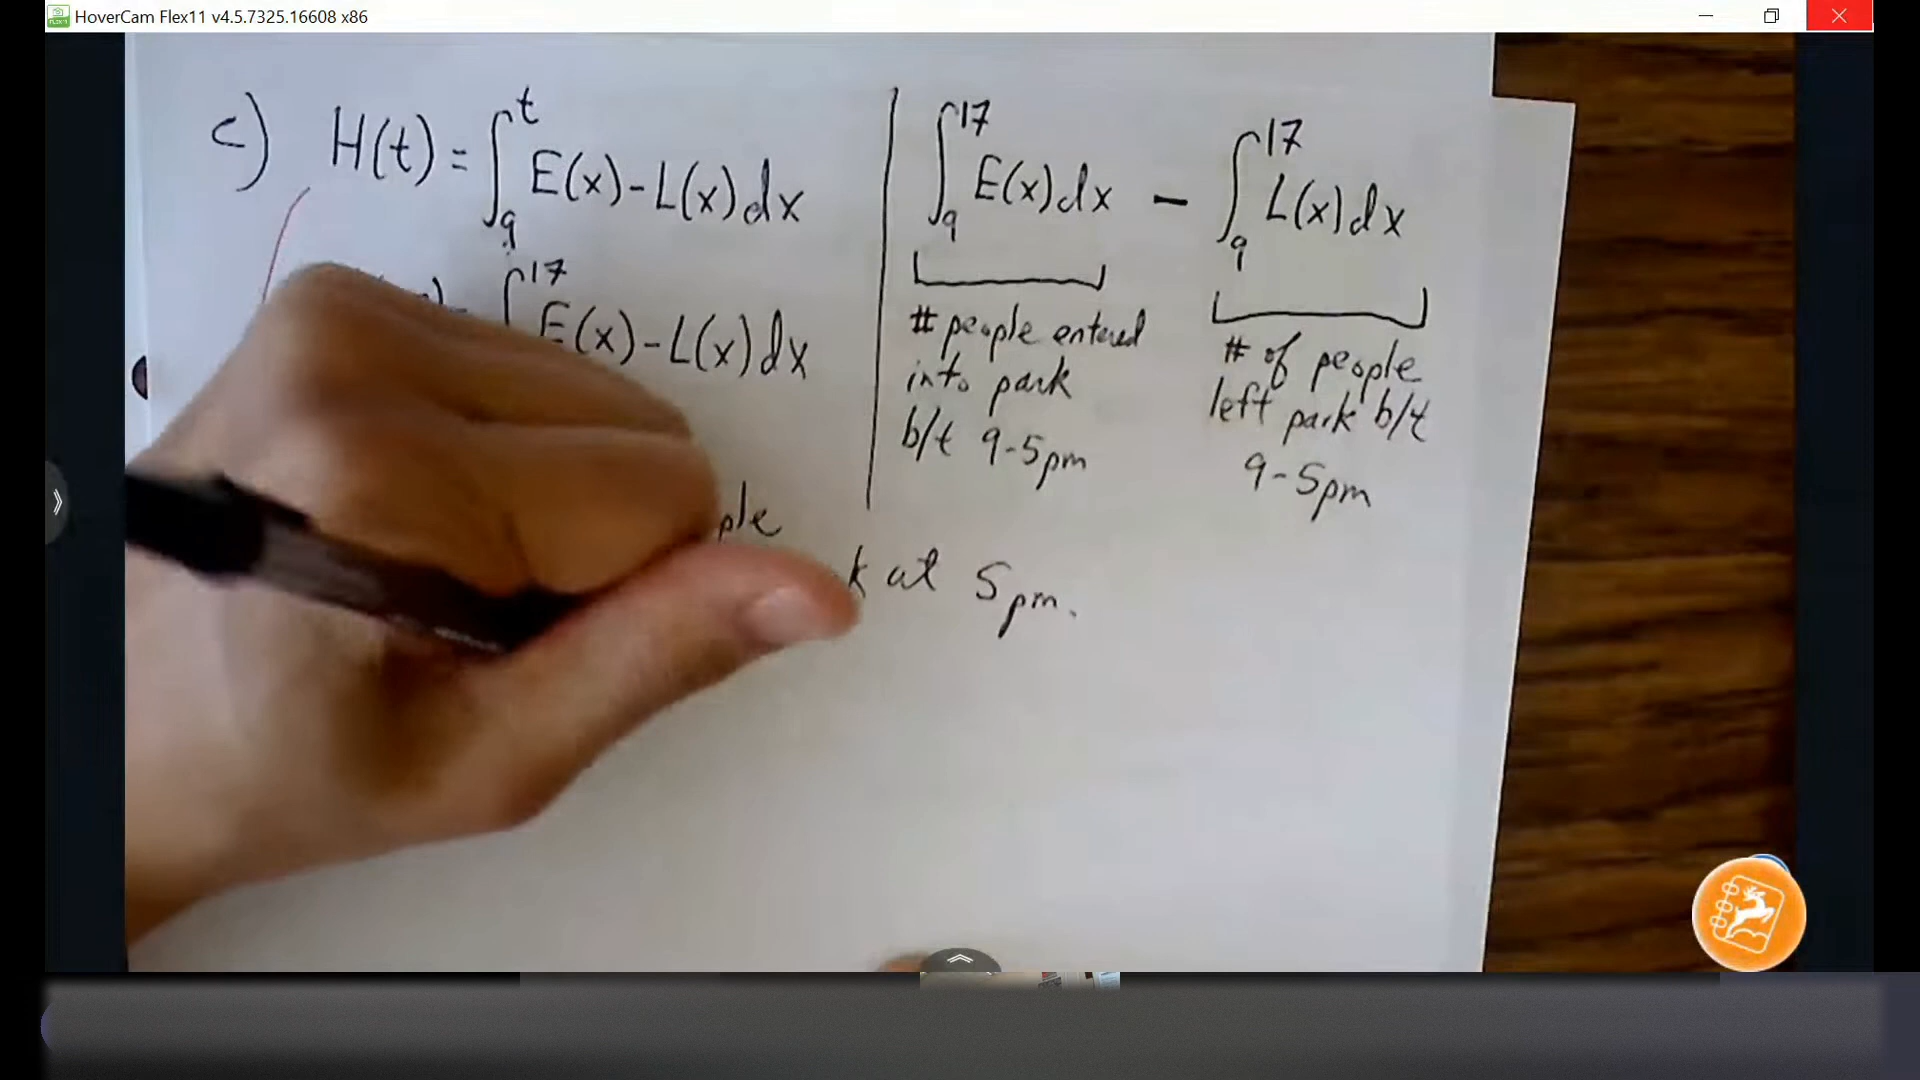 HoverCam Flex11 v4.5.7325.16608 x86
c) H(t) = ∫₉ᵗ E(x) - L(x) dx
∫₉¹⁷ E(x) - L(x) dx
at 5pm.
∫₉¹⁷ E(x) dx - ∫₉¹⁷ L(x) dx
# people entered
into park
b/t 9-5pm
# of people
left park b/t
9-5pm